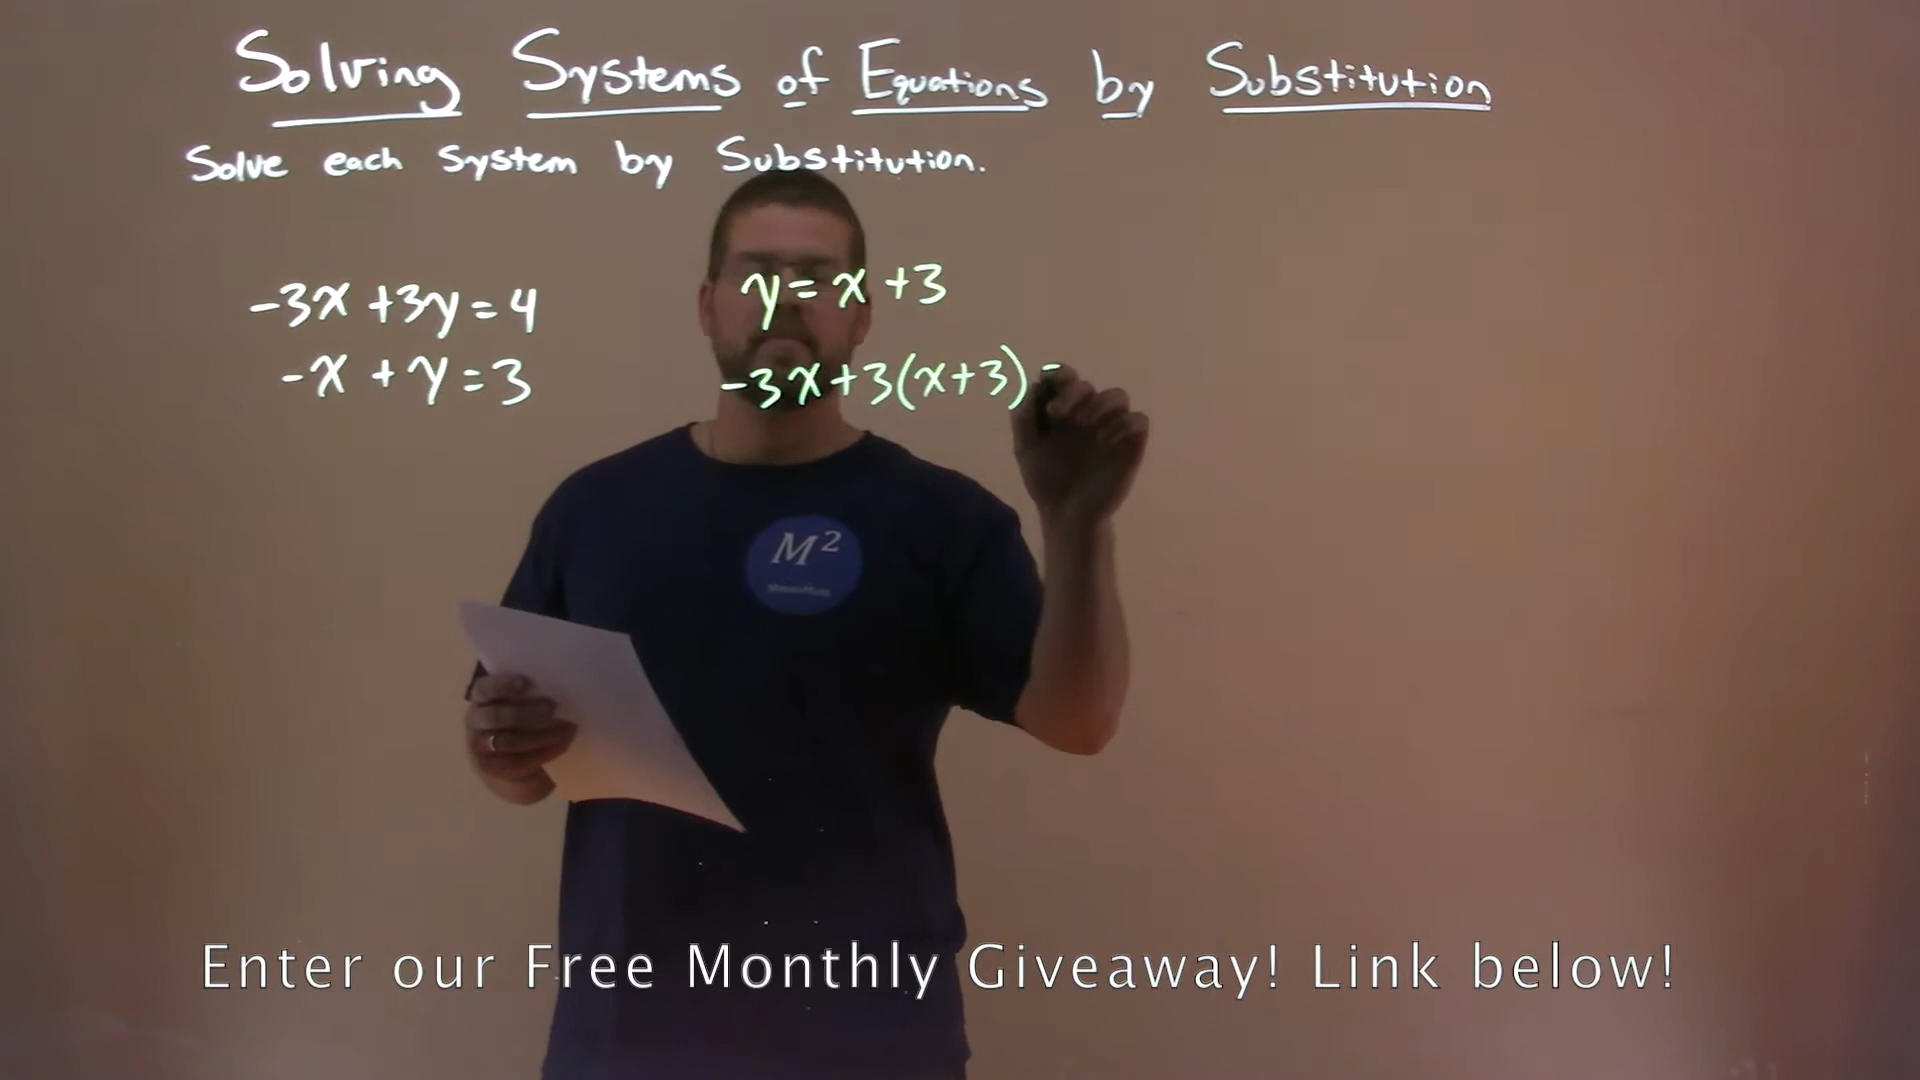 Solving Systems of Equations by Substitution
Solve each System by Substitution.
-3x +3y = 4
-x + y = 3
y = x +3
-3x+3(x+3) =
M²
Enter our Free Monthly Giveaway! Link below!